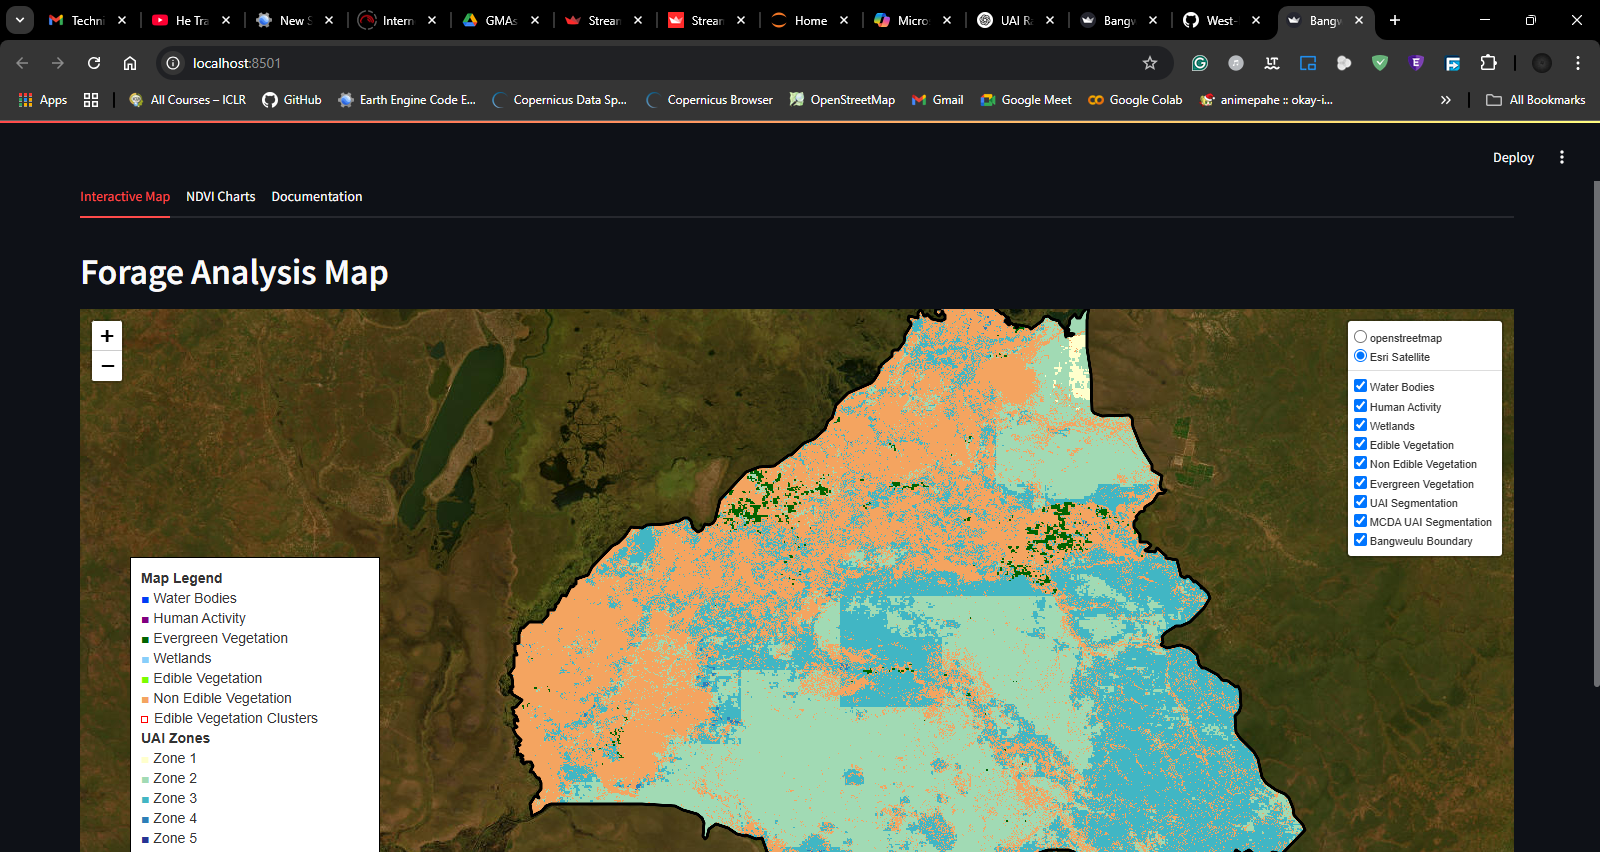 Techni
He Tra
New S
Intern
GMAs
Stream
Stream
Home
Micro
UAI R
Bangw
West-
Bangw
localhost:8501
Apps
All Courses – ICLR
GitHub
Earth Engine Code E...
Copernicus Data Sp...
Copernicus Browser
OpenStreetMap
Gmail
Google Meet
Google Colab
animepahe :: okay-i...
All Bookmarks
Deploy
Interactive Map
NDVI Charts
Documentation
Forage Analysis Map
+
−
openstreetmap
Esri Satellite
Water Bodies
Human Activity
Wetlands
Edible Vegetation
Non Edible Vegetation
Evergreen Vegetation
UAI Segmentation
MCDA UAI Segmentation
Bangweulu Boundary
Map Legend
Water Bodies
Human Activity
Evergreen Vegetation
Wetlands
Edible Vegetation
Non Edible Vegetation
Edible Vegetation Clusters
UAI Zones
Zone 1
Zone 2
Zone 3
Zone 4
Zone 5